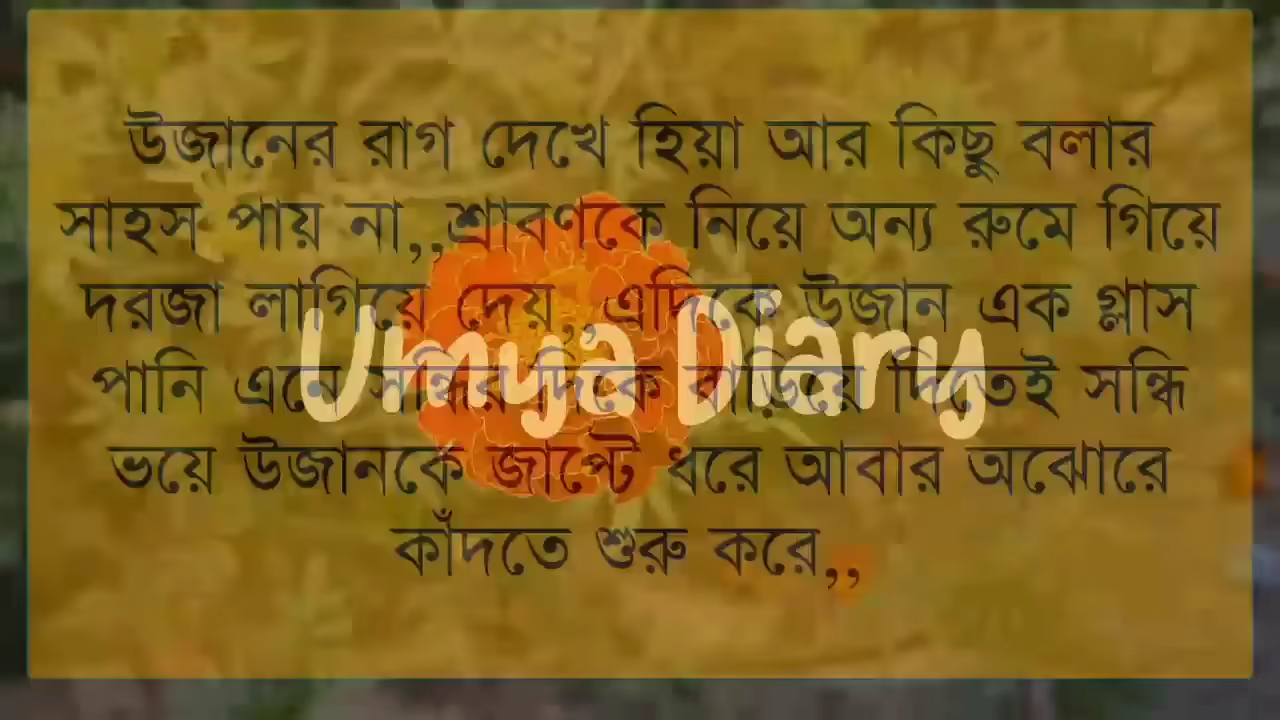 উজানের রাগ দেখে হিয়া আর কিছু বলার
সাহস পায় না,,শ্রাবণকে নিয়ে অন্য রুমে গিয়ে
দরজা লাগিয়ে দেয়,,এদিকে উজান এক গ্লাস
পানি এনে সন্ধির দিকে বাড়িয়ে দিতেই সন্ধি
ভয়ে উজানকে জাপ্টে ধরে আবার অঝোরে
কাঁদতে শুরু করে,,
Umya Diary